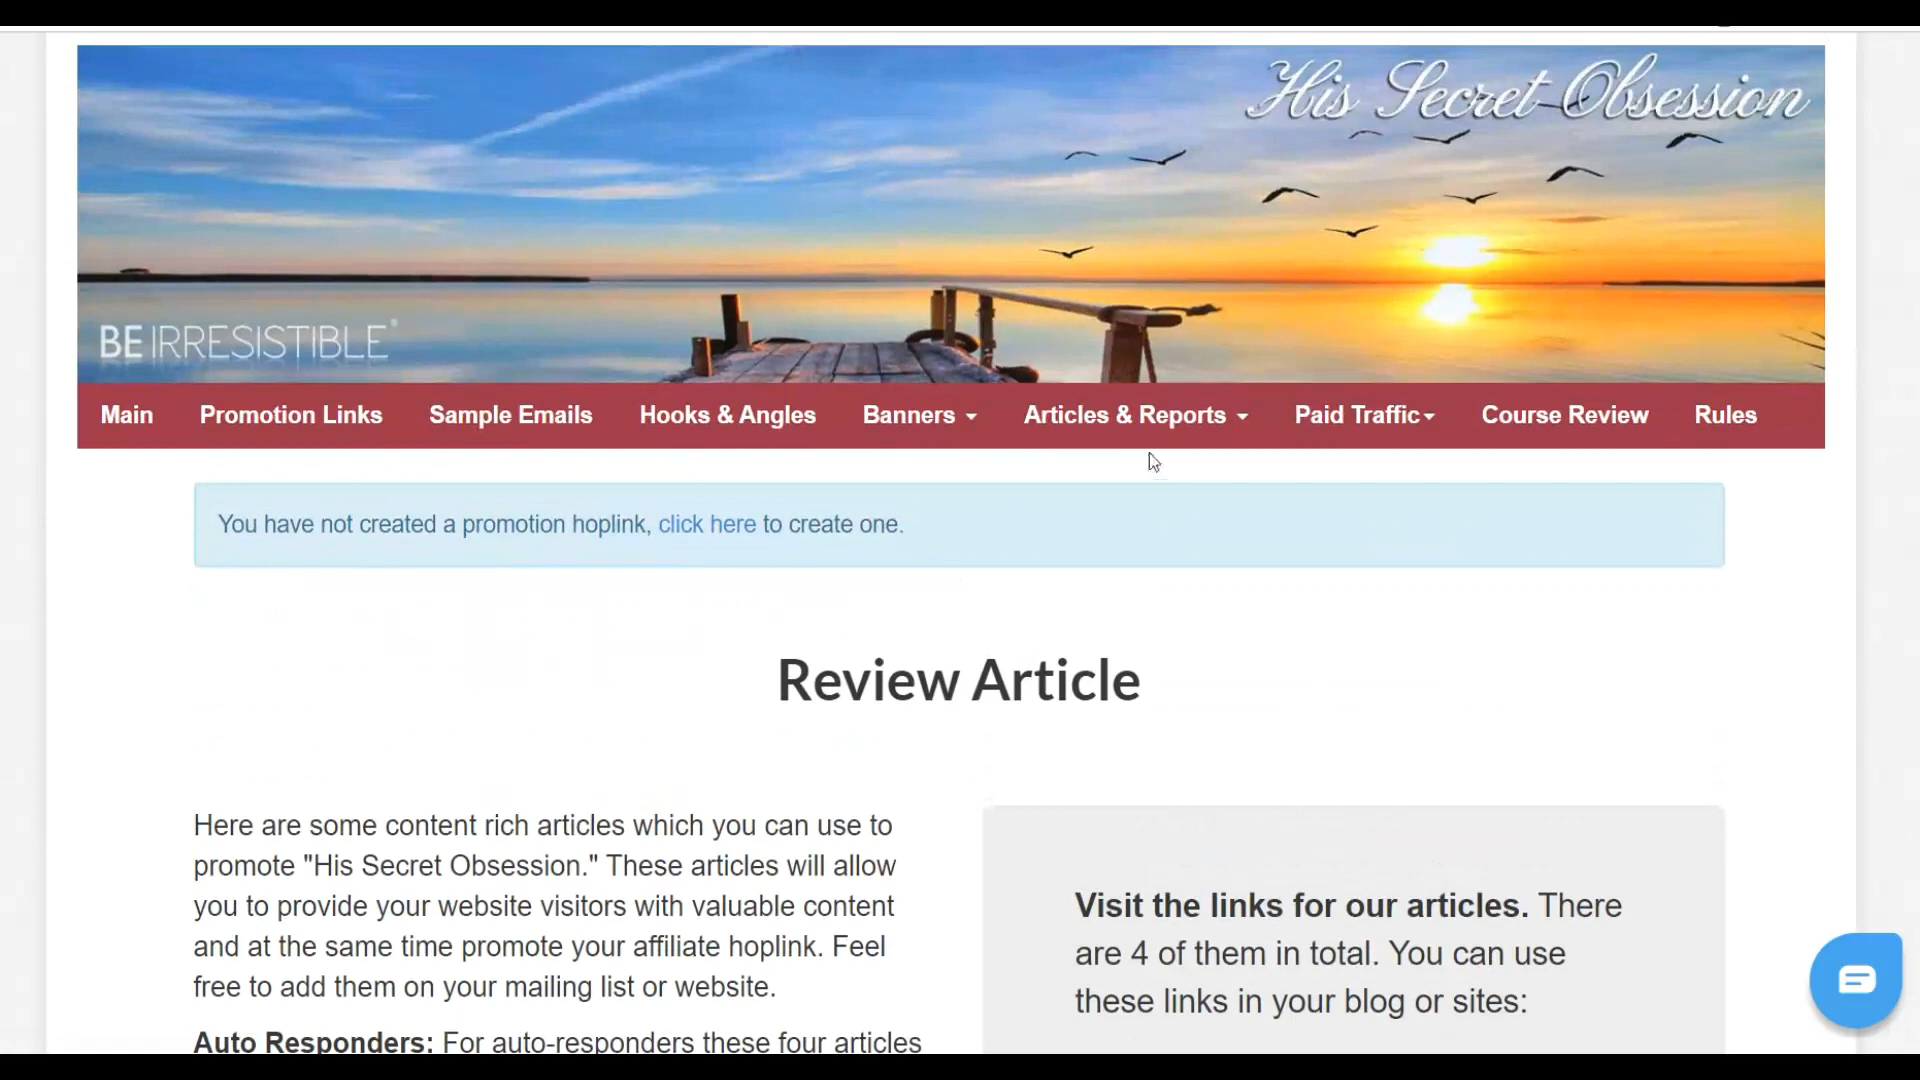 His Secret Obsession
BE IRRESISTIBLE®
Main Promotion Links Sample Emails Hooks & Angles Banners Articles & Reports Paid Traffic Course Review Rules
You have not created a promotion hoplink, click here to create one.
Review Article
Here are some content rich articles which you can use to
promote "His Secret Obsession." These articles will allow
you to provide your website visitors with valuable content
and at the same time promote your affiliate hoplink. Feel
free to add them on your mailing list or website.
Auto Responders: For auto-responders these four articles
Visit the links for our articles. There
are 4 of them in total. You can use
these links in your blog or sites: